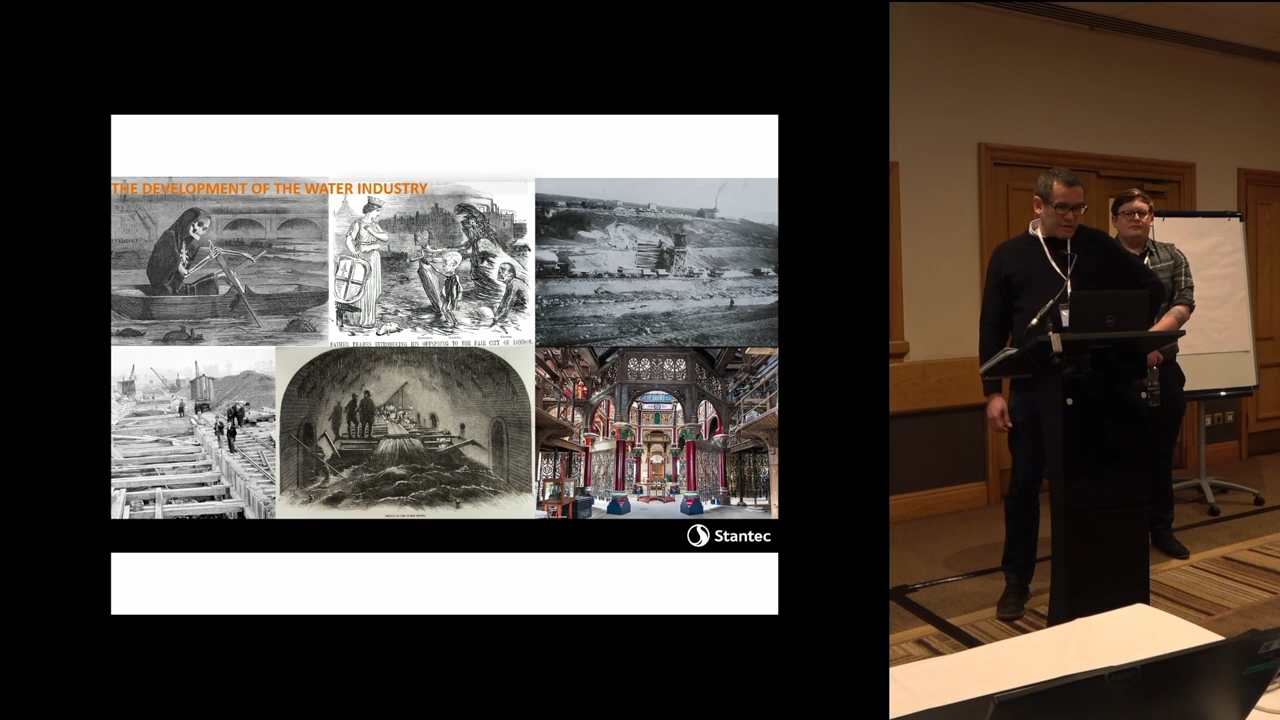 THE DEVELOPMENT OF THE WATER INDUSTRY
FATHER THAMES INTRODUCING HIS OFFSPRING TO THE FAIR CITY OF LONDON.
Stantec